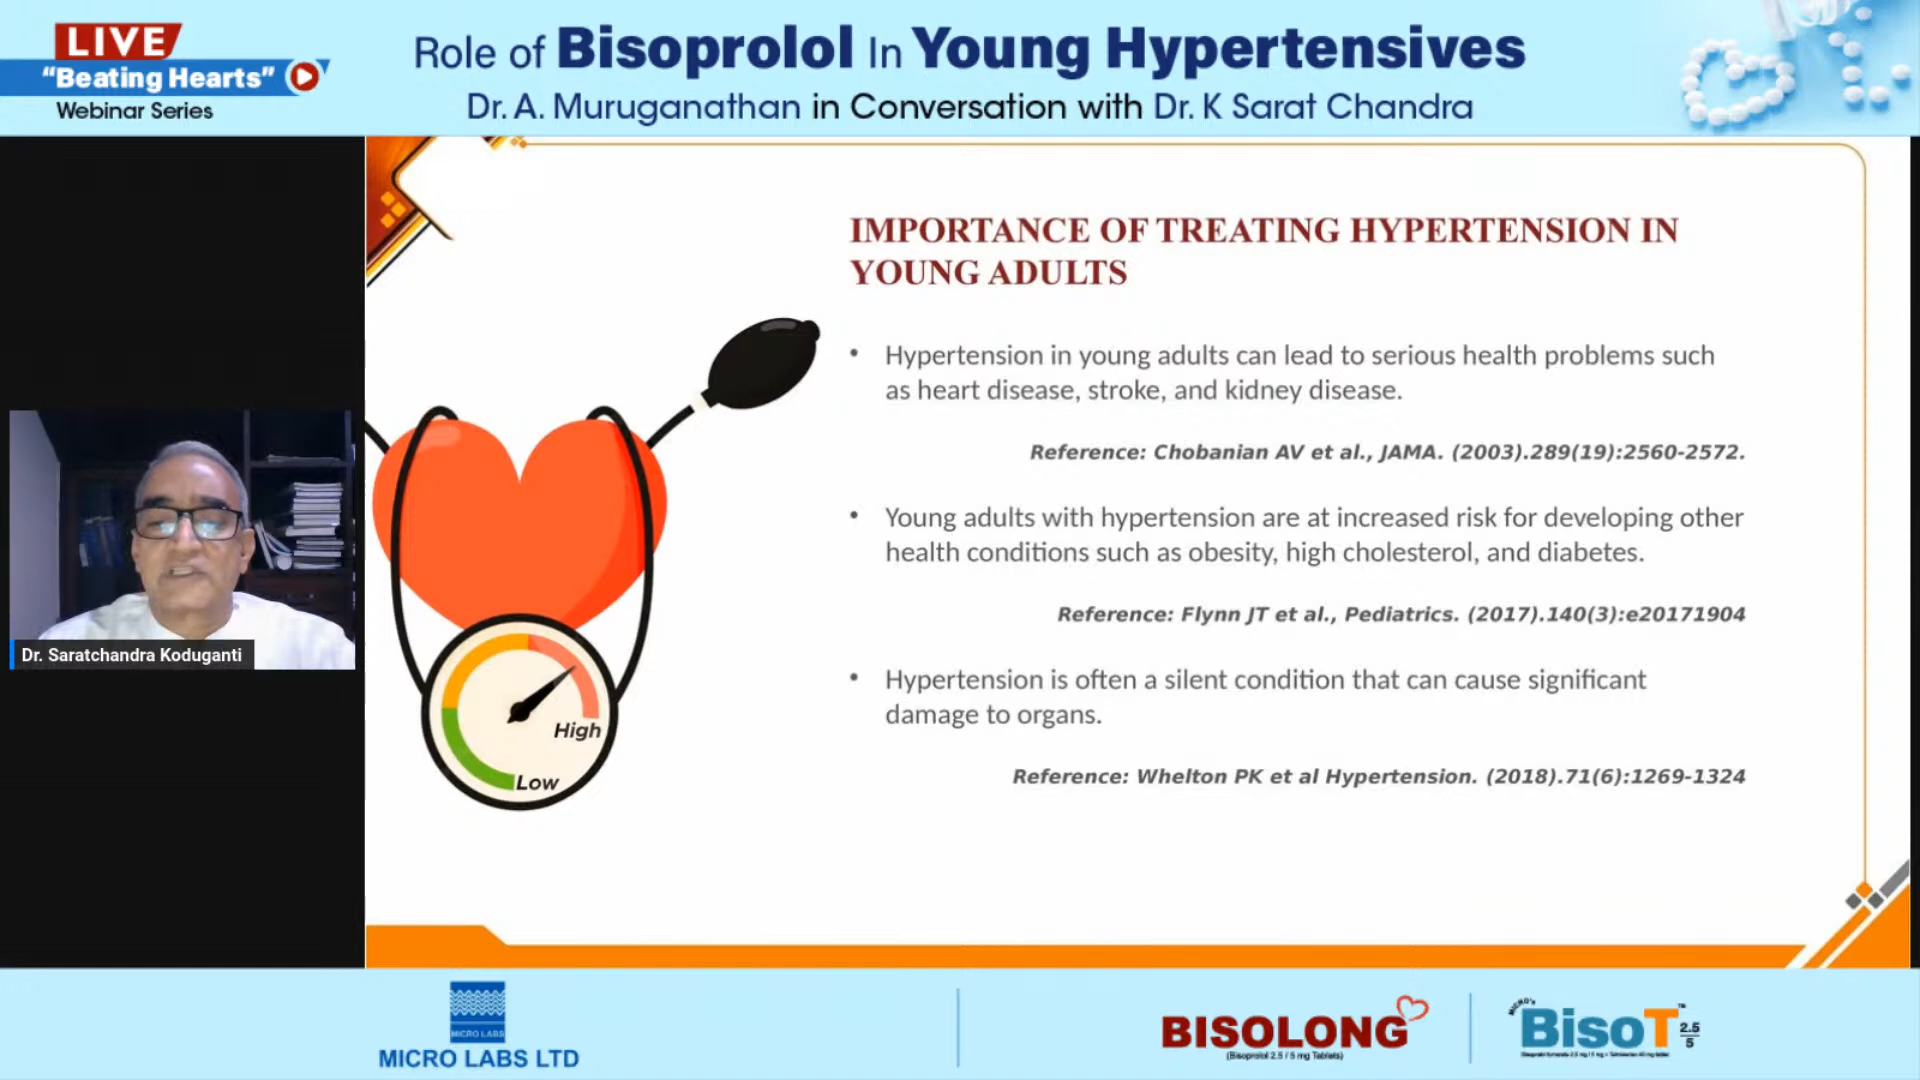 LIVE
"Beating Hearts"
Webinar Series
Role of Bisoprolol In Young Hypertensives
Dr. A. Muruganathan in Conversation with Dr. K Sarat Chandra
IMPORTANCE OF TREATING HYPERTENSION IN
YOUNG ADULTS
• Hypertension in young adults can lead to serious health problems such
as heart disease, stroke, and kidney disease.
Reference: Chobanian AV et al., JAMA. (2003).289(19):2560-2572.
• Young adults with hypertension are at increased risk for developing other
health conditions such as obesity, high cholesterol, and diabetes.
Reference: Flynn JT et al., Pediatrics. (2017).140(3):e20171904
• Hypertension is often a silent condition that can cause significant
damage to organs.
Reference: Whelton PK et al Hypertension. (2018).71(6):1269-1324
High
Low
Dr. Saratchandra Koduganti
MICRO LABS
MICRO LABS LTD
BISOLONG
(Bisoprolol 2.5 / 5 mg Tablets)
MICRO's
BisoT™ 2.5
5